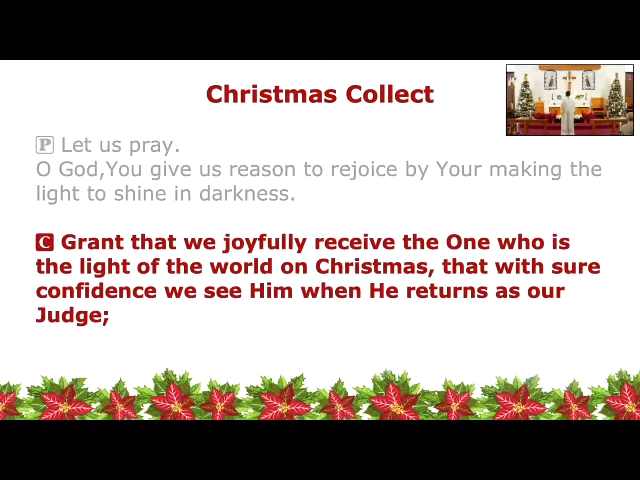 Christmas Collect
P Let us pray.
O God,You give us reason to rejoice by Your making the
light to shine in darkness.
C Grant that we joyfully receive the One who is
the light of the world on Christmas, that with sure
confidence we see Him when He returns as our
Judge;